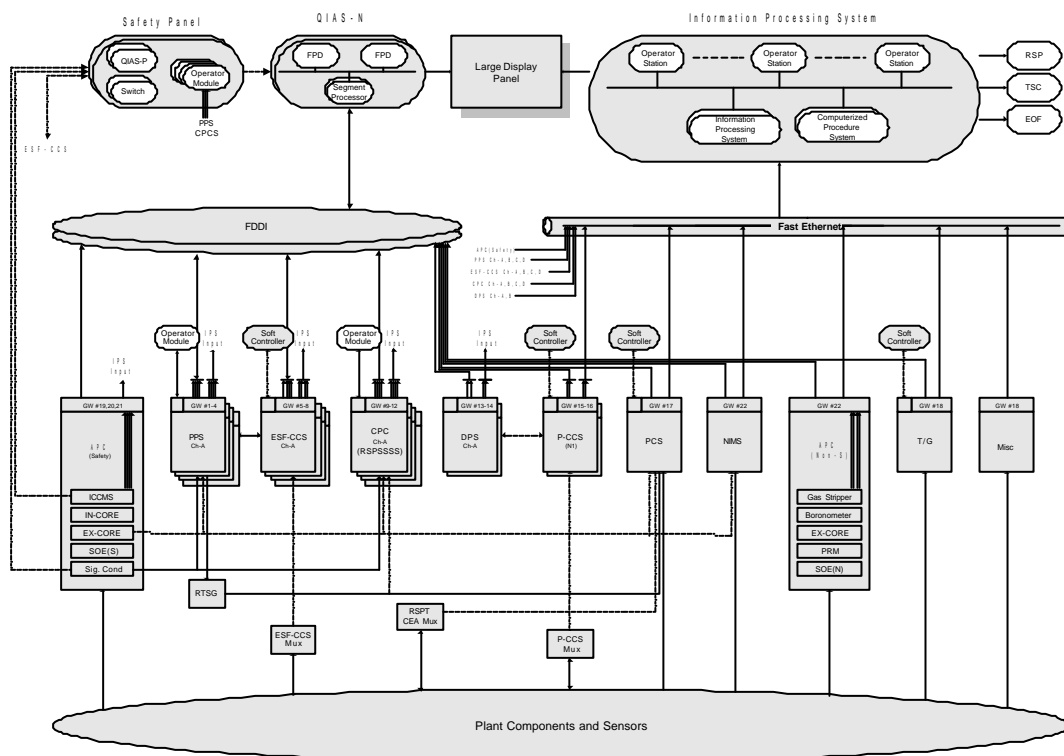 Safety Panel
QIAS-N
Information Processing System
QIAS-P
Switch
Operator
Module
PPS
CPCS
ESF-CCS
FPD
FPD
Segment
Processor
Large Display
Panel
Operator
Station
Operator
Station
Operator
Station
Information
Processing
System
Computerized
Procedure
System
RSP
TSC
EOF
FDDI
Fast Ethernet
APC(Safety)
PPS Ch-A,B,C,D
ESF-CCS Ch-A,B,C,D
CPC Ch-A,B,C,D
DPS Ch-A,B
IPS
Input
Operator
Module
IPS
Input
Soft
Controller
IPS
Input
Operator
Module
IPS
Input
IPS
Input
Soft
Controller
Soft
Controller
Soft
Controller
GW #19,20,21
GW #1-4
GW #5-8
GW #9-12
GW #13-14
GW #15-16
GW #17
GW #22
GW #22
GW #18
GW #18
APC
(Safety)
PPS
Ch-A
ESF-CCS
Ch-A
CPC
Ch-A
(RSPSSSS)
DPS
Ch-A
P-CCS
(N1)
PCS
NIMS
APC
(Non-S)
T/G
Misc
ICCMS
IN-CORE
EX-CORE
SOE(S)
Sig. Cond
Gas Stripper
Boronometer
EX-CORE
PRM
SOE(N)
RTSG
RSPT
CEA Mux
ESF-CCS
Mux
P-CCS
Mux
Plant Components and Sensors